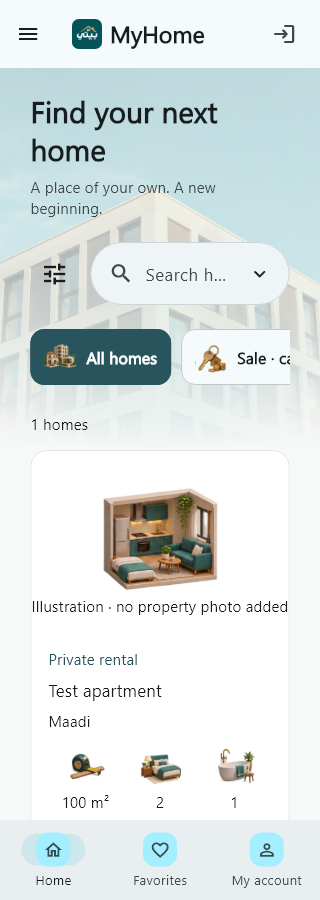 بيتي
MyHome
Find your next
home
A place of your own. A new
beginning.
Search h...
All homes
Sale · ca
1 homes
Illustration · no property photo added
Private rental
Test apartment
Maadi
100 m²
2
1
Home
Favorites
My account